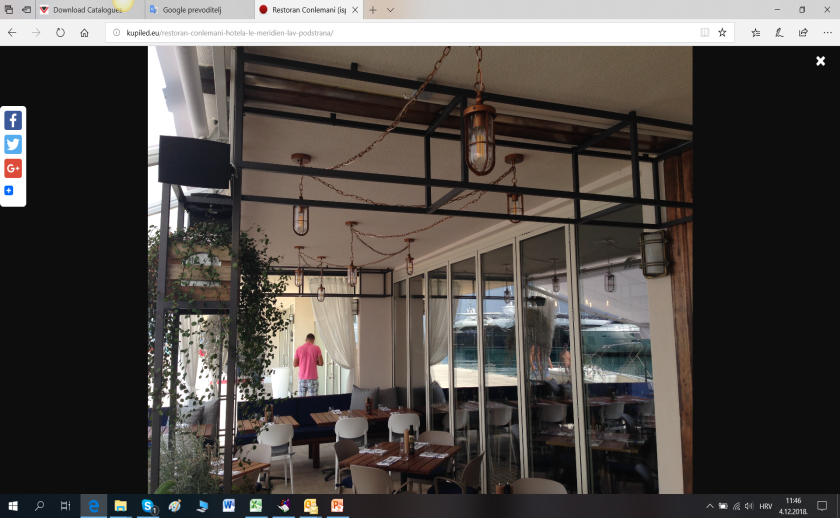 Download Catalogues
Google prevoditelj
Restoran Conlemani (isp
kupiled.eu/restoran-conlemani-hotela-le-meridien-lav-podstrana/
G+
1
HRV
11:46
4.12.2018.